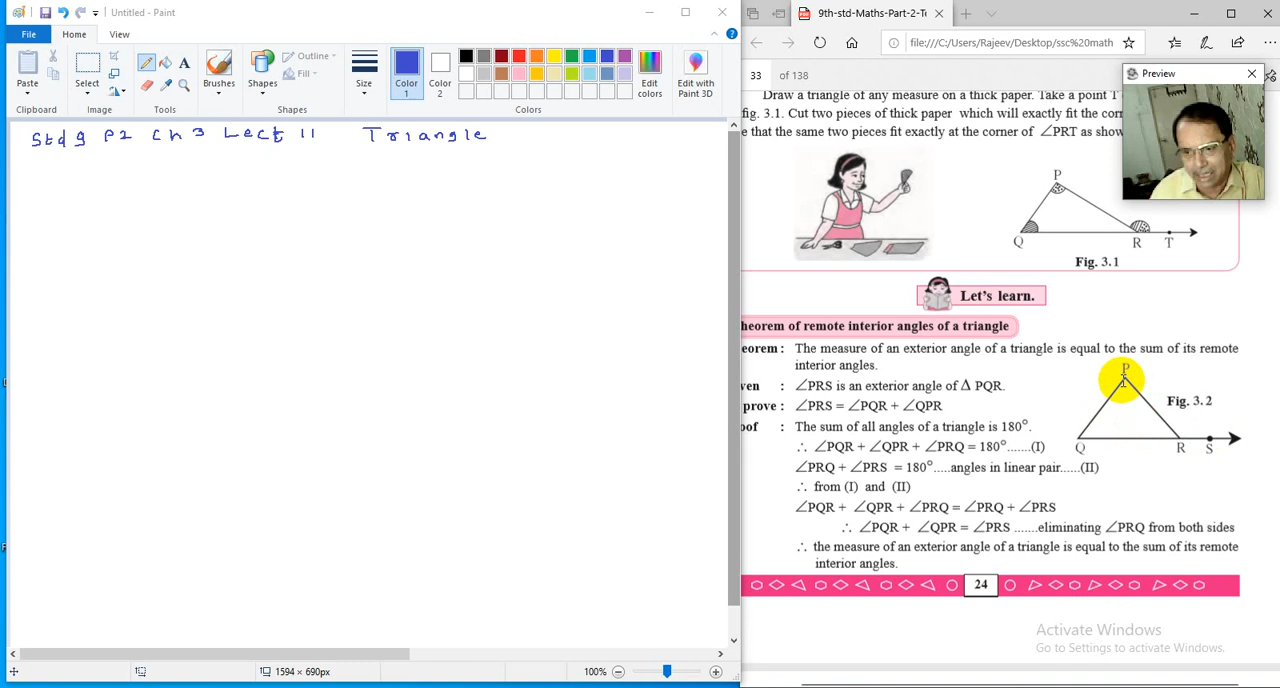 Untitled - Paint
File Home View
Paste Select Brushes Shapes Outline Fill Size Color 1 Color 2 Edit colors Edit with Paint 3D
Clipboard Image Tools Shapes Colors
Std 9 P2 Ch 3 Lect 11 Triangle
1594 × 690px 100%
9th-std-Maths-Part-2-Te
file:///C:/Users/Rajeev/Desktop/ssc%20math
33 of 138
Preview
Draw a triangle of any measure on a thick paper. Take a point T
fig. 3.1. Cut two pieces of thick paper which will exactly fit the corn
e that the same two pieces fit exactly at the corner of ∠PRT as show
P
Q R T
Fig. 3.1
Let's learn.
heorem of remote interior angles of a triangle
eorem : The measure of an exterior angle of a triangle is equal to the sum of its remote
interior angles.
P
ven : ∠PRS is an exterior angle of Δ PQR.
Fig. 3.2
prove : ∠PRS = ∠PQR + ∠QPR
oof : The sum of all angles of a triangle is 180°.
∴ ∠PQR + ∠QPR + ∠PRQ = 180°.......(I)
Q R S
∠PRQ + ∠PRS = 180°.....angles in linear pair......(II)
∴ from (I) and (II)
∠PQR + ∠QPR + ∠PRQ = ∠PRQ + ∠PRS
∴ ∠PQR + ∠QPR = ∠PRS .......eliminating ∠PRQ from both sides
∴ the measure of an exterior angle of a triangle is equal to the sum of its remote
interior angles.
24
Activate Windows
Go to Settings to activate Windows.